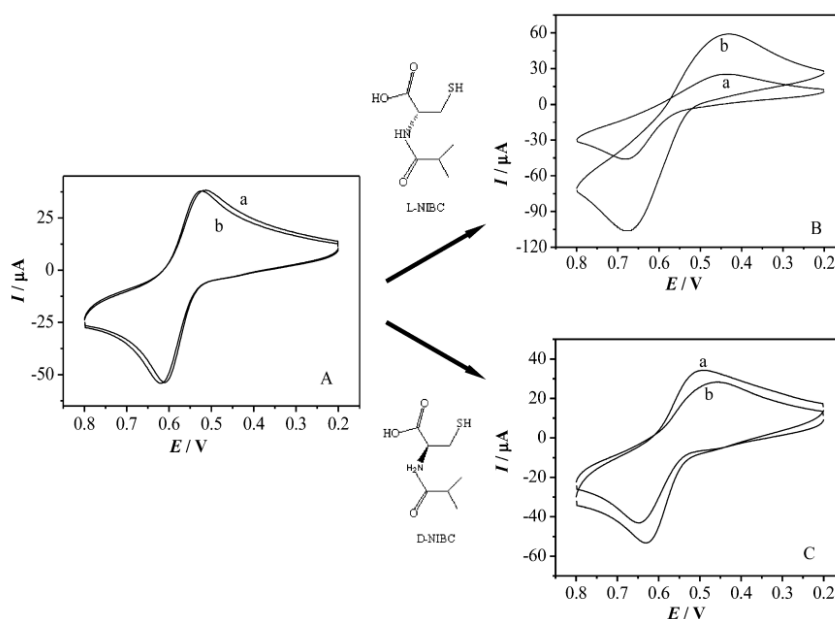 I / μA
25
0
-25
-50
a
b
A
0.8 0.7 0.6 0.5 0.4 0.3 0.2
E / V
O
SH
HO
HN
O
L-NIBC
O
SH
HO
H₂N
O
D-NIBC
I / μA
60
30
0
-30
-60
-90
-120
b
a
B
0.8 0.7 0.6 0.5 0.4 0.3 0.2
E / V
I / μA
40
20
0
-20
-40
-60
a
b
C
0.8 0.7 0.6 0.5 0.4 0.3 0.2
E / V